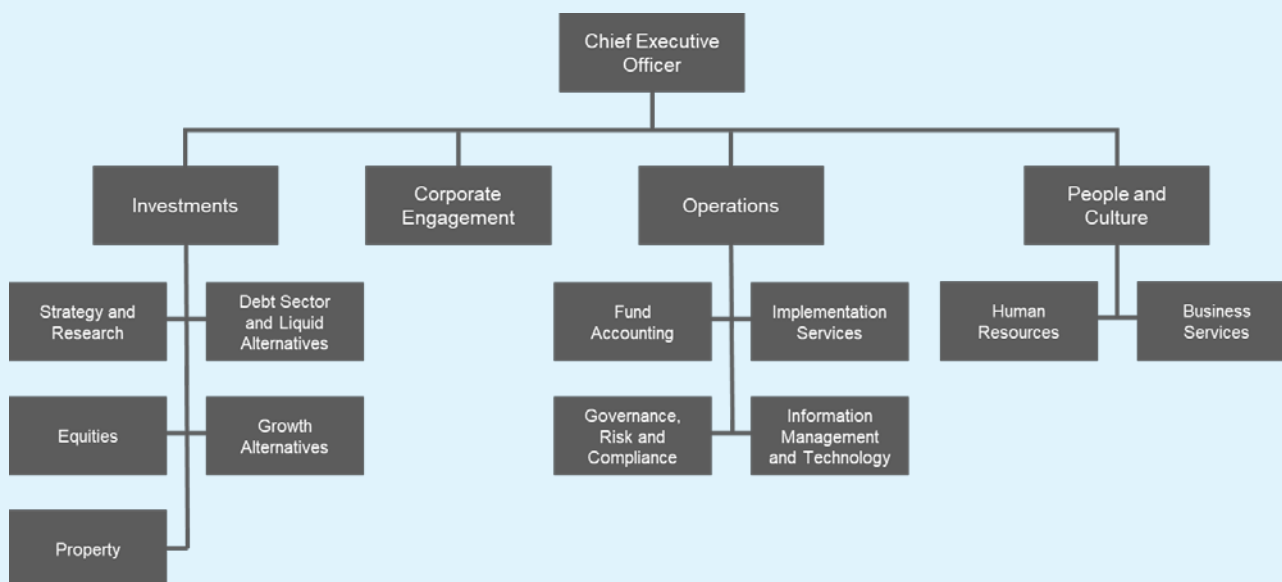 Chief Executive
Officer
Investments
Corporate
Engagement
Operations
People and
Culture
Strategy and
Research
Debt Sector
and Liquid
Alternatives
Fund
Accounting
Implementation
Services
Human
Resources
Business
Services
Equities
Growth
Alternatives
Governance,
Risk and
Compliance
Information
Management
and Technology
Property